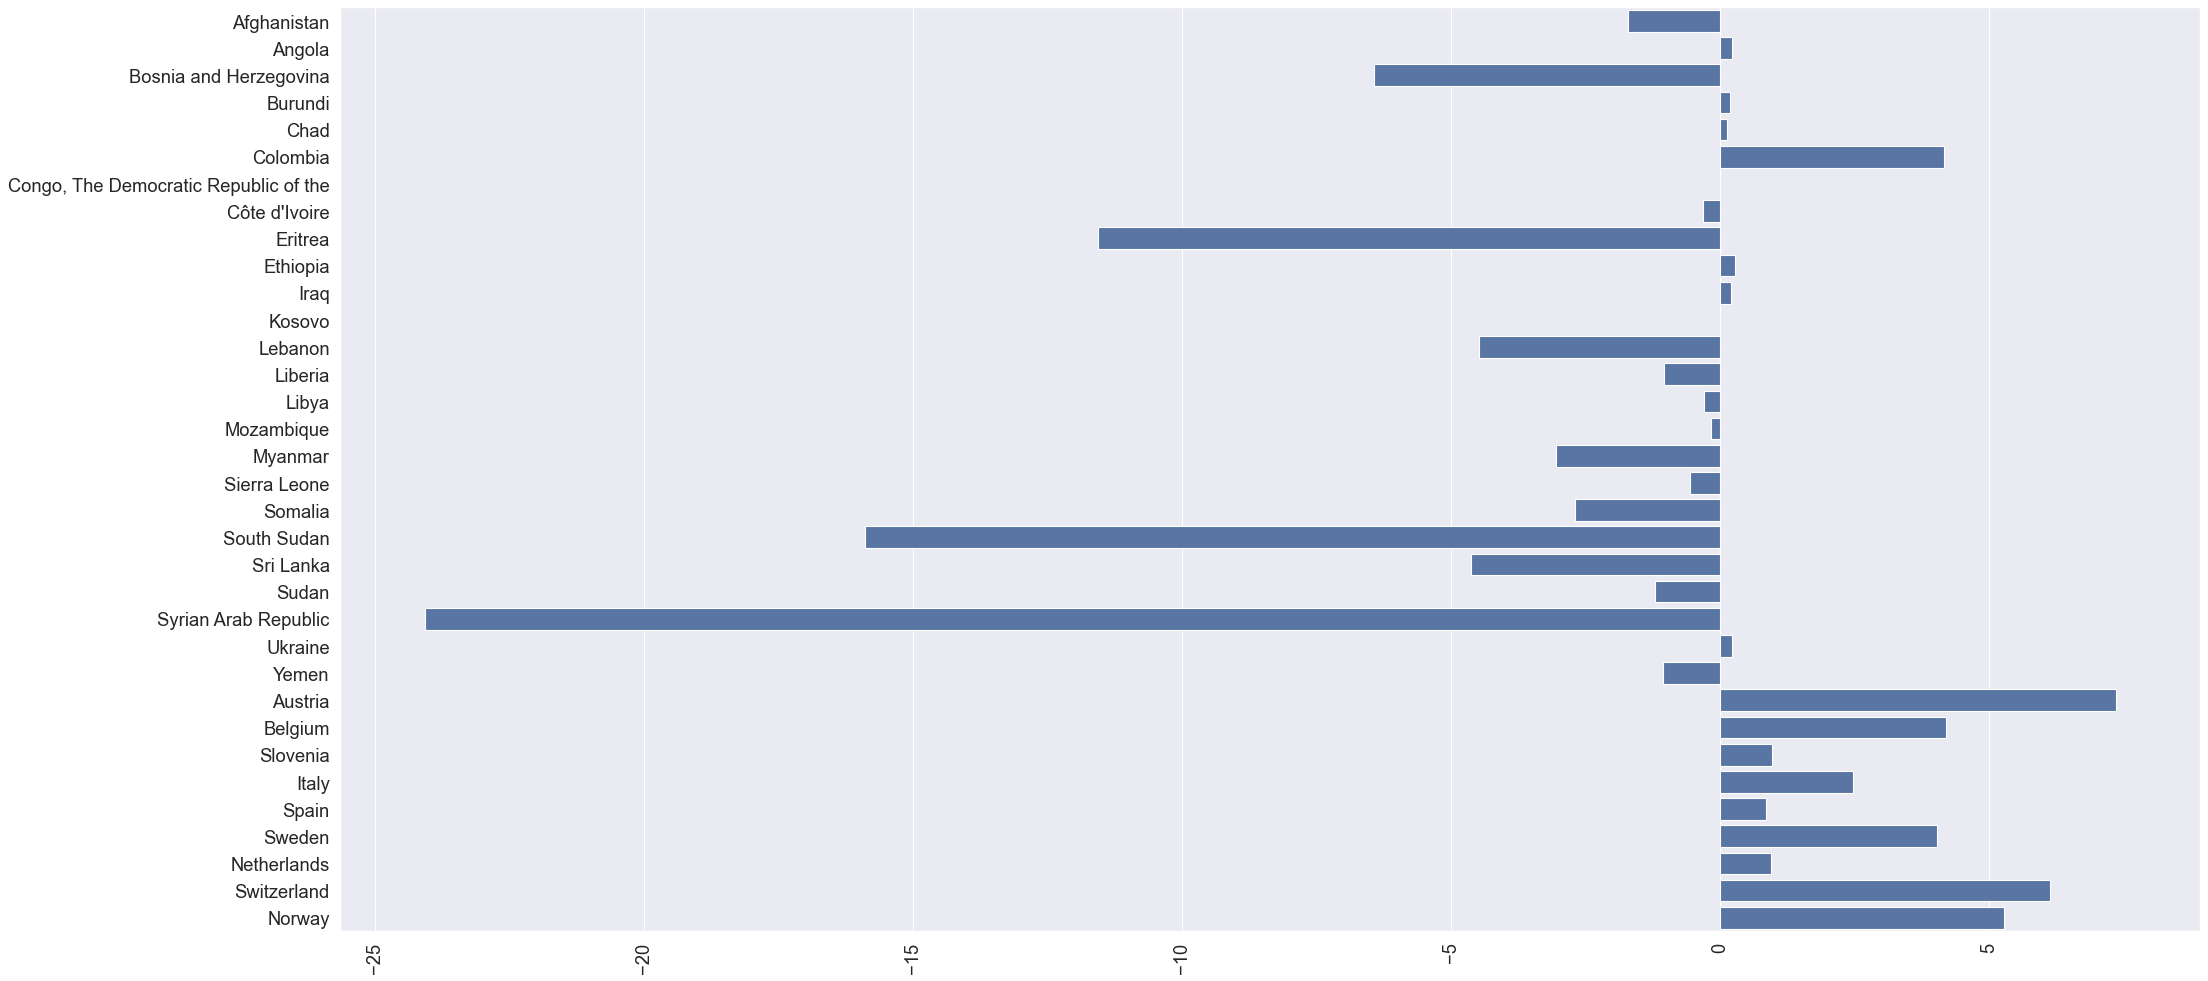 Afghanistan
Angola
Bosnia and Herzegovina
Burundi
Chad
Colombia
Congo, The Democratic Republic of the
Côte d'Ivoire
Eritrea
Ethiopia
Iraq
Kosovo
Lebanon
Liberia
Libya
Mozambique
Myanmar
Sierra Leone
Somalia
South Sudan
Sri Lanka
Sudan
Syrian Arab Republic
Ukraine
Yemen
Austria
Belgium
Slovenia
Italy
Spain
Sweden
Netherlands
Switzerland
Norway
−25
−20
−15
−10
−5
0
5